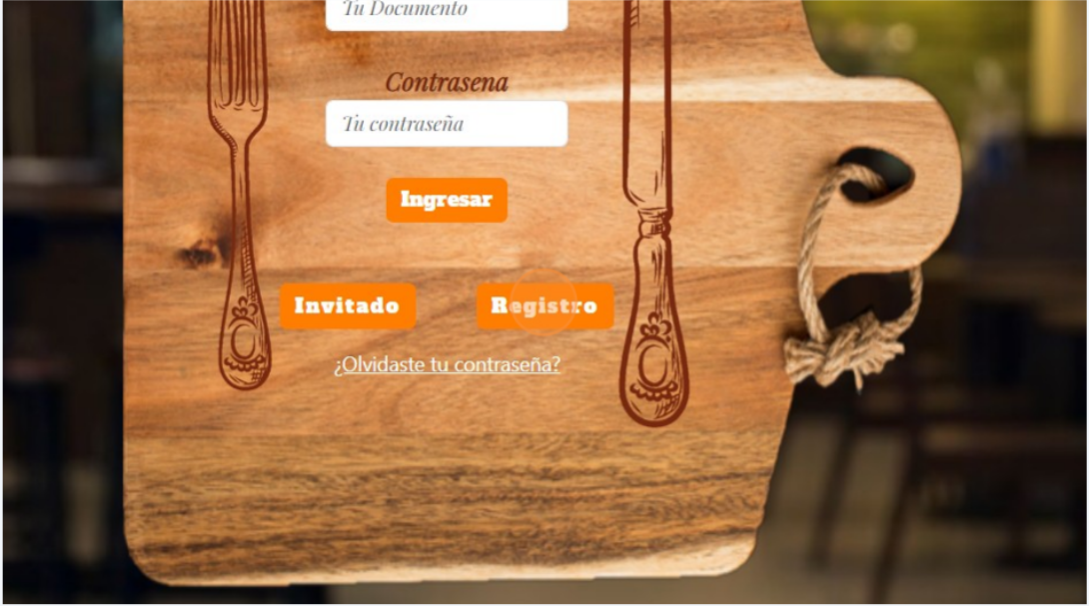 Tu Documento
Contrasena
Tu contraseña
Ingresar
Invitado Registro
¿Olvidaste tu contraseña?